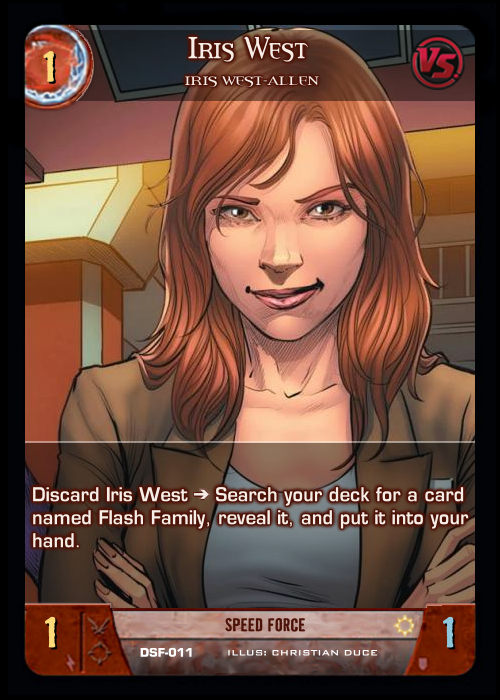 1
Iris West
VS
Iris West-Allen
Discard Iris West → Search your deck for a card
named Flash Family, reveal it, and put it into your
hand.
1 SPEED FORCE 1
DSF-011 ILLUS: CHRISTIAN DUCE